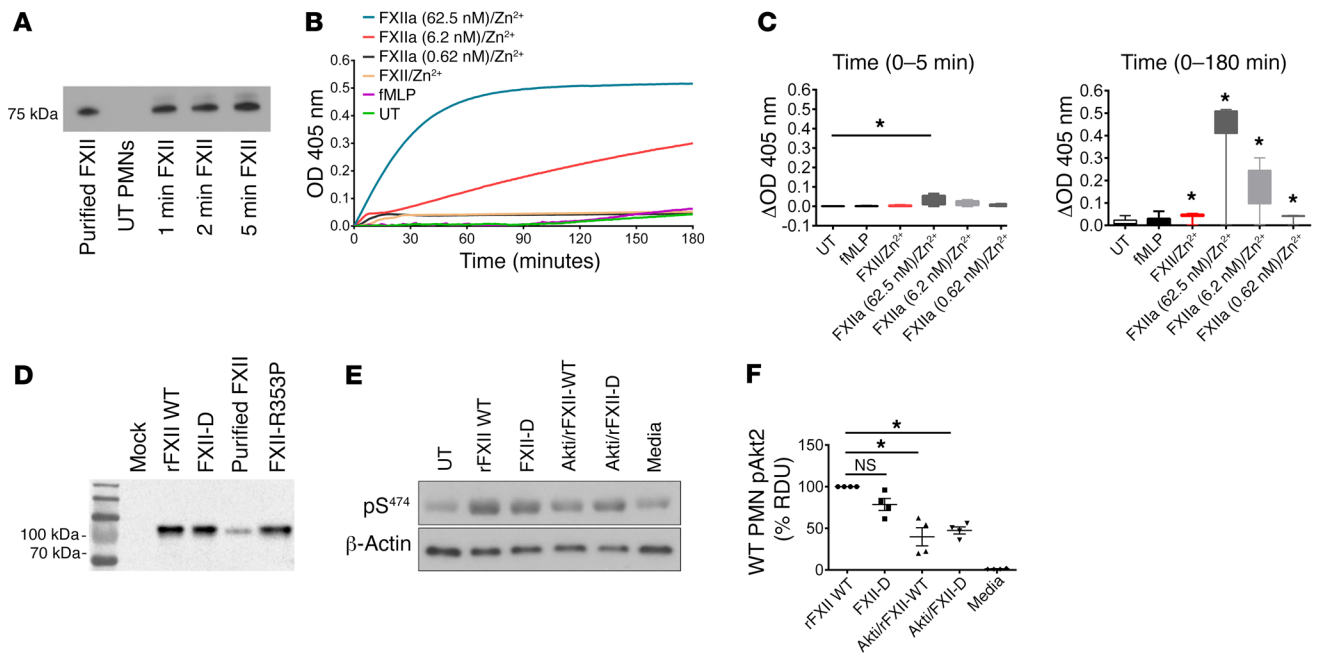 A
75 kDa
Purified FXII
UT PMNs
1 min FXII
2 min FXII
5 min FXII
B
FXIIa (62.5 nM)/Zn²⁺
FXIIa (6.2 nM)/Zn²⁺
FXIIa (0.62 nM)/Zn²⁺
FXII/Zn²⁺
fMLP
UT
OD 405 nm
0.6
0.5
0.4
0.3
0.2
0.1
0.0
0 30 60 90 120 150 180
Time (minutes)
C
Time (0–5 min)
ΔOD 405 nm
0.6
0.5
0.4
0.3
0.2
0.1
0.0
-0.1
*
UT
fMLP
FXII/Zn²⁺
FXIIa (62.5 nM)/Zn²⁺
FXIIa (6.2 nM)/Zn²⁺
FXIIa (0.62 nM)/Zn²⁺
Time (0–180 min)
ΔOD 405 nm
0.6
0.5
0.4
0.3
0.2
0.1
0.0
* * * *
UT
fMLP
FXII/Zn²⁺
FXIIa (62.5 nM)/Zn²⁺
FXIIa (6.2 nM)/Zn²⁺
FXIIa (0.62 nM)/Zn²⁺
D
Mock
rFXII WT
FXII-D
Purified FXII
FXII-R353P
100 kDa-
70 kDa-
E
UT
rFXII WT
FXII-D
Akti/rFXII-WT
Akti/rFXII-D
Media
pS⁴⁷⁴
β-Actin
F
WT PMN pAkt2
(% RDU)
150
100
50
0
*
*
NS
rFXII WT
FXII-D
Akti/rFXII-WT
Akti/FXII-D
Media